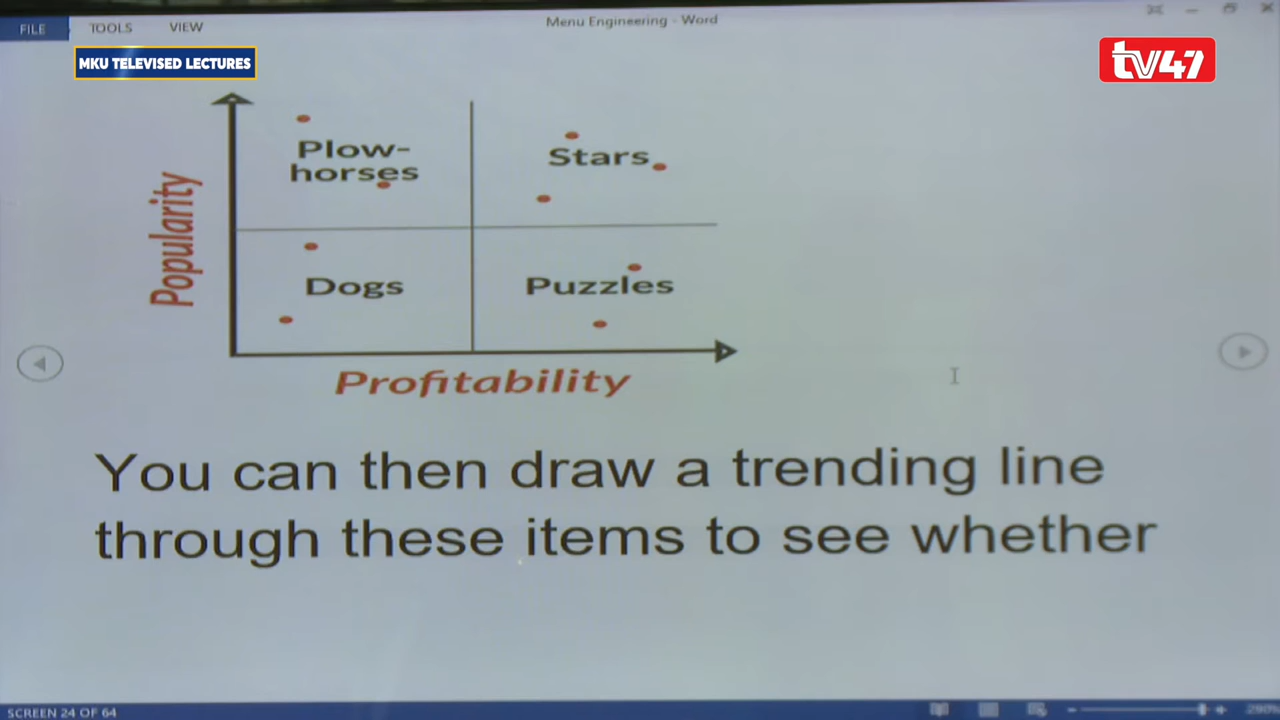 Menu Engineering - Word
FILE TOOLS VIEW
MKU TELEVISED LECTURES
tv47
Plow-
horses
Stars
Popularity
Dogs
Puzzles
Profitability
You can then draw a trending line
through these items to see whether
SCREEN 24 OF 64